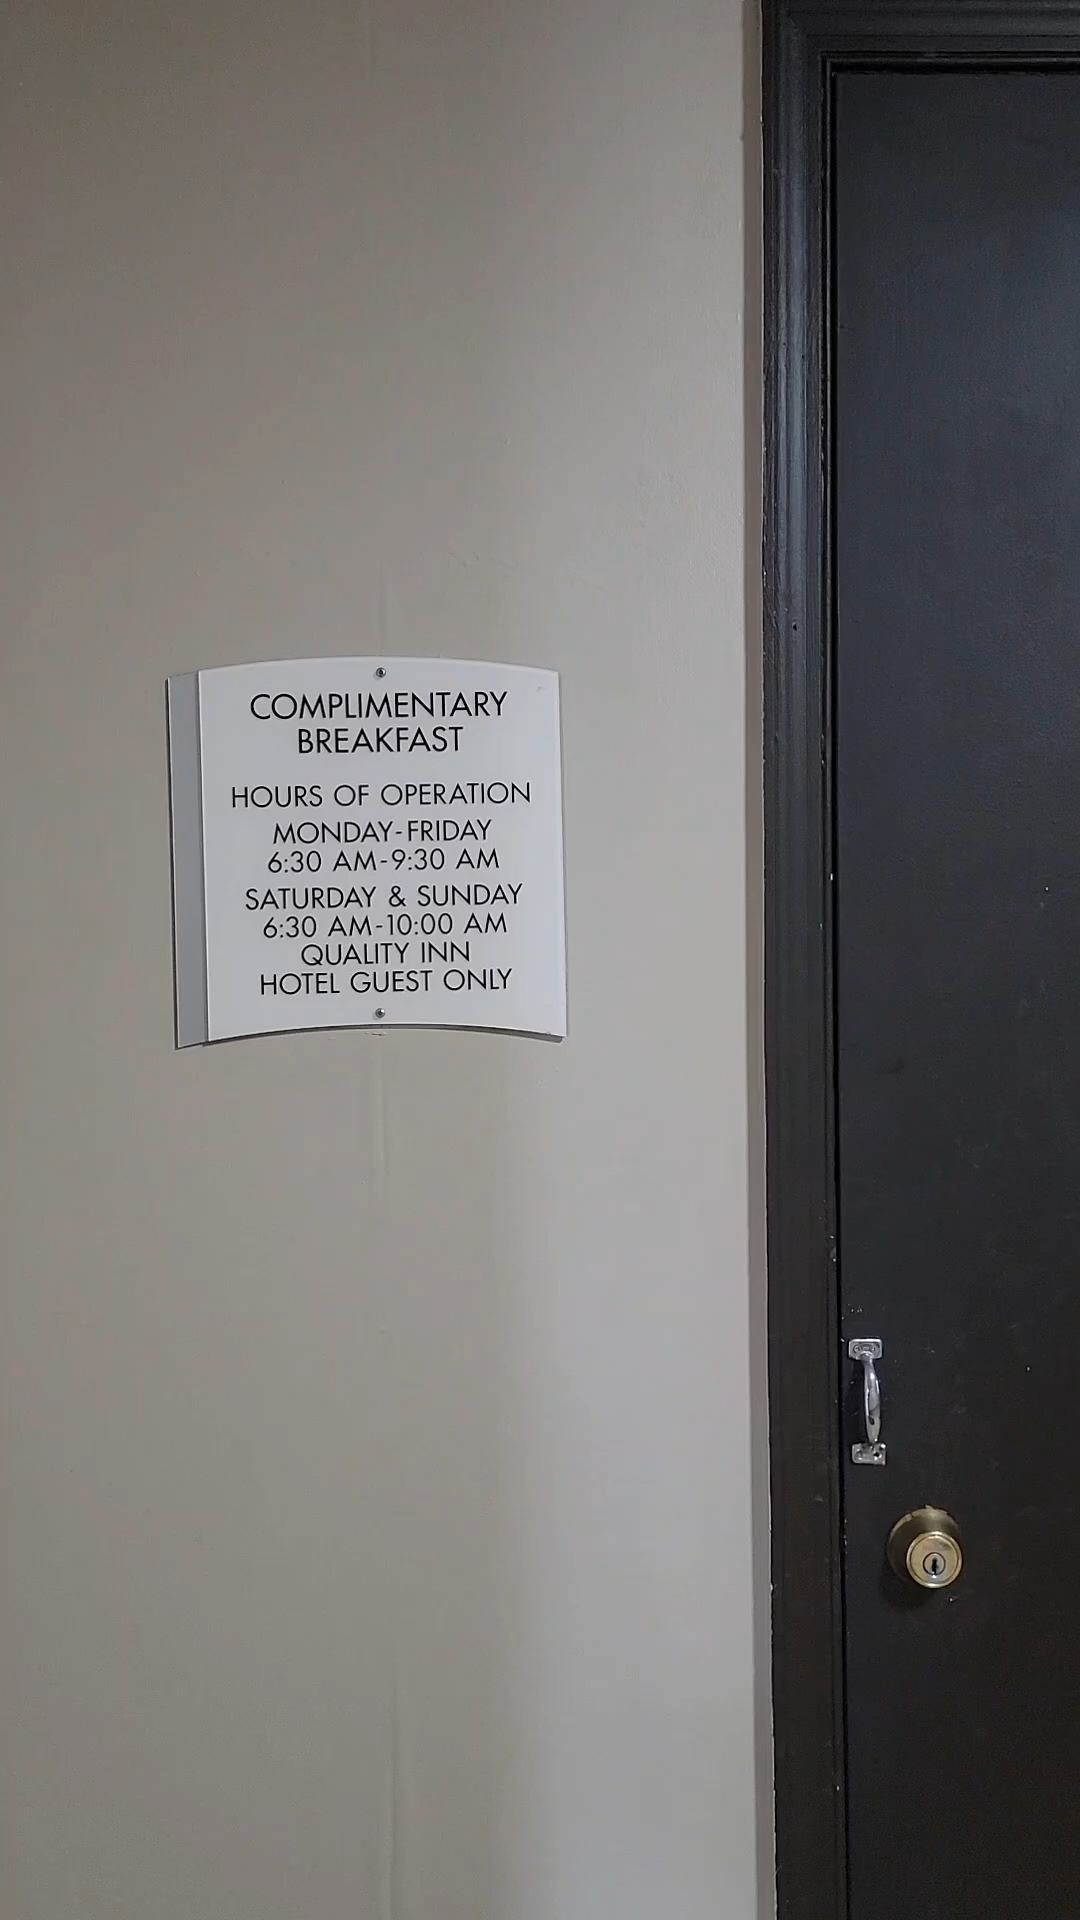 COMPLIMENTARY
BREAKFAST
HOURS OF OPERATION
MONDAY-FRIDAY
6:30 AM-9:30 AM
SATURDAY & SUNDAY
6:30 AM-10:00 AM
QUALITY INN
HOTEL GUEST ONLY